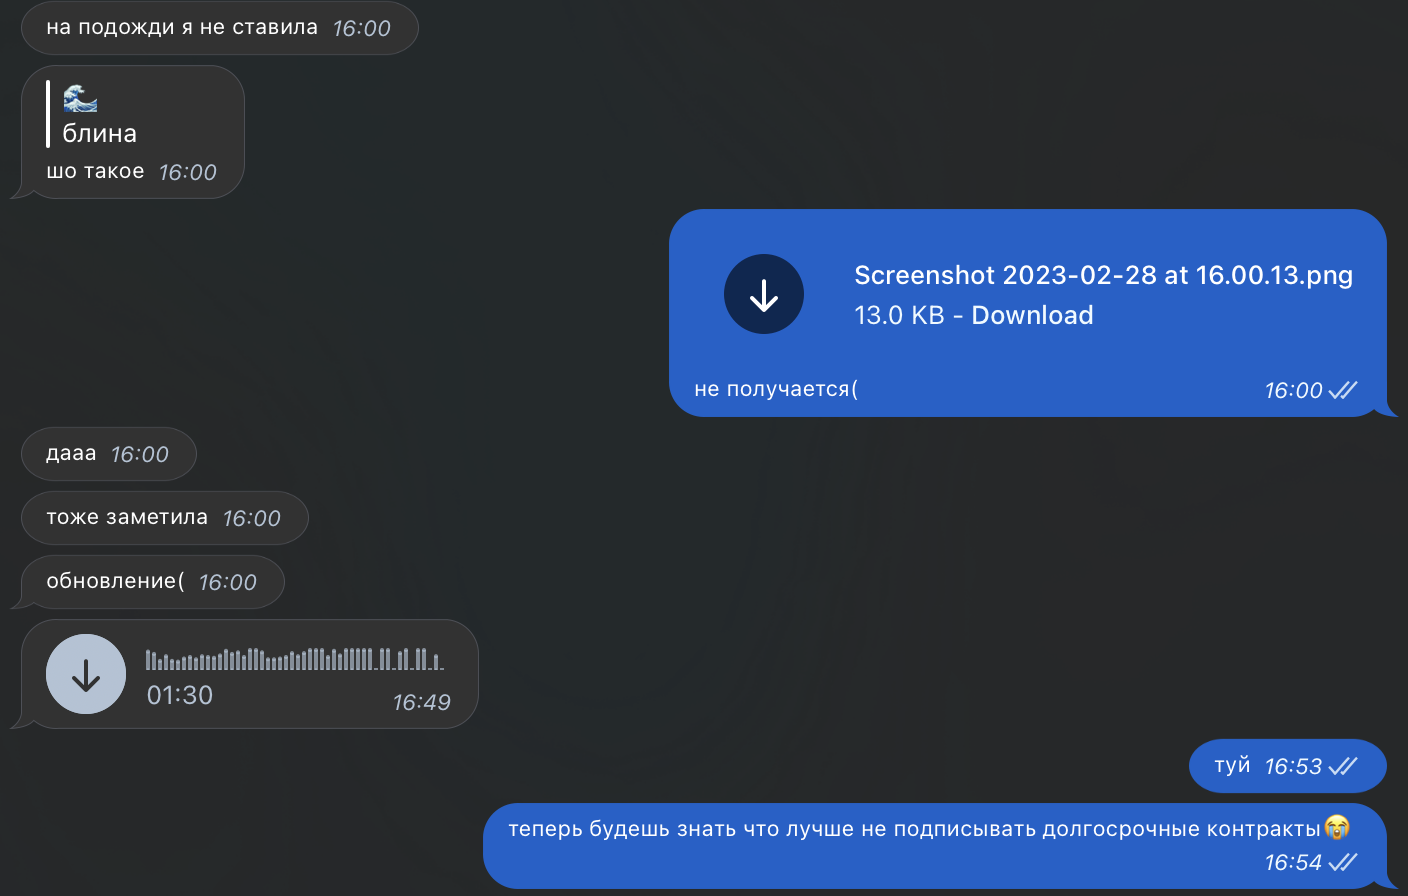 на подожди я не ставила 16:00
🌊
блина
шо такое 16:00
Screenshot 2023-02-28 at 16.00.13.png
13.0 KB - Download
не получается( 16:00
дааа 16:00
тоже заметила 16:00
обновление( 16:00
01:30 16:49
туй 16:53
теперь будешь знать что лучше не подписывать долгосрочные контракты😭
16:54